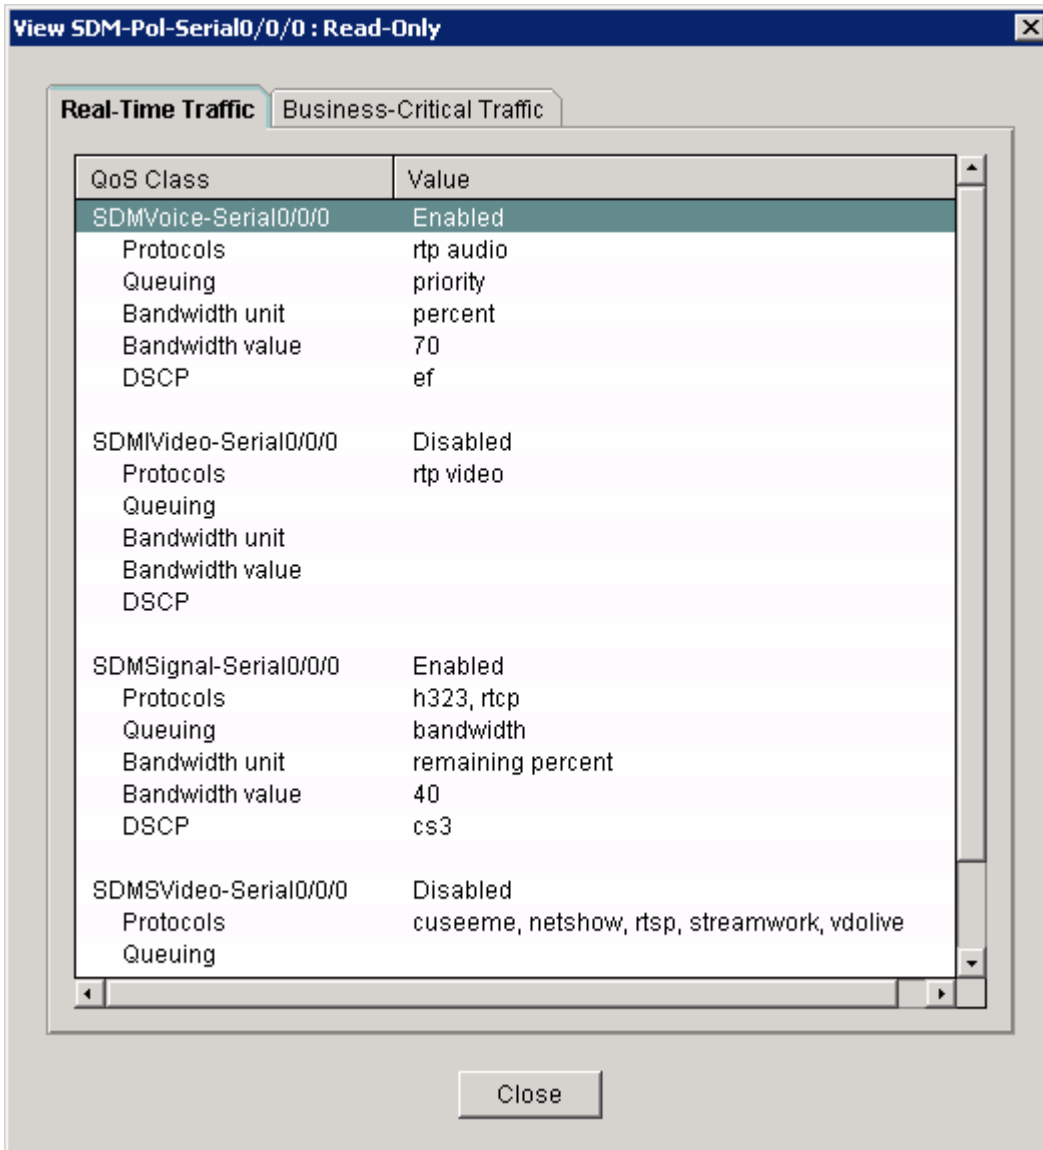 View SDM-Pol-Serial0/0/0 : Read-Only
Real-Time Traffic Business-Critical Traffic
QoS Class Value
SDMVoice-Serial0/0/0 Enabled
Protocols rtp audio
Queuing priority
Bandwidth unit percent
Bandwidth value 70
DSCP ef
SDMIVideo-Serial0/0/0 Disabled
Protocols rtp video
Queuing
Bandwidth unit
Bandwidth value
DSCP
SDMSignal-Serial0/0/0 Enabled
Protocols h323, rtcp
Queuing bandwidth
Bandwidth unit remaining percent
Bandwidth value 40
DSCP cs3
SDMSVideo-Serial0/0/0 Disabled
Protocols cuseeme, netshow, rtsp, streamwork, vdolive
Queuing
Close